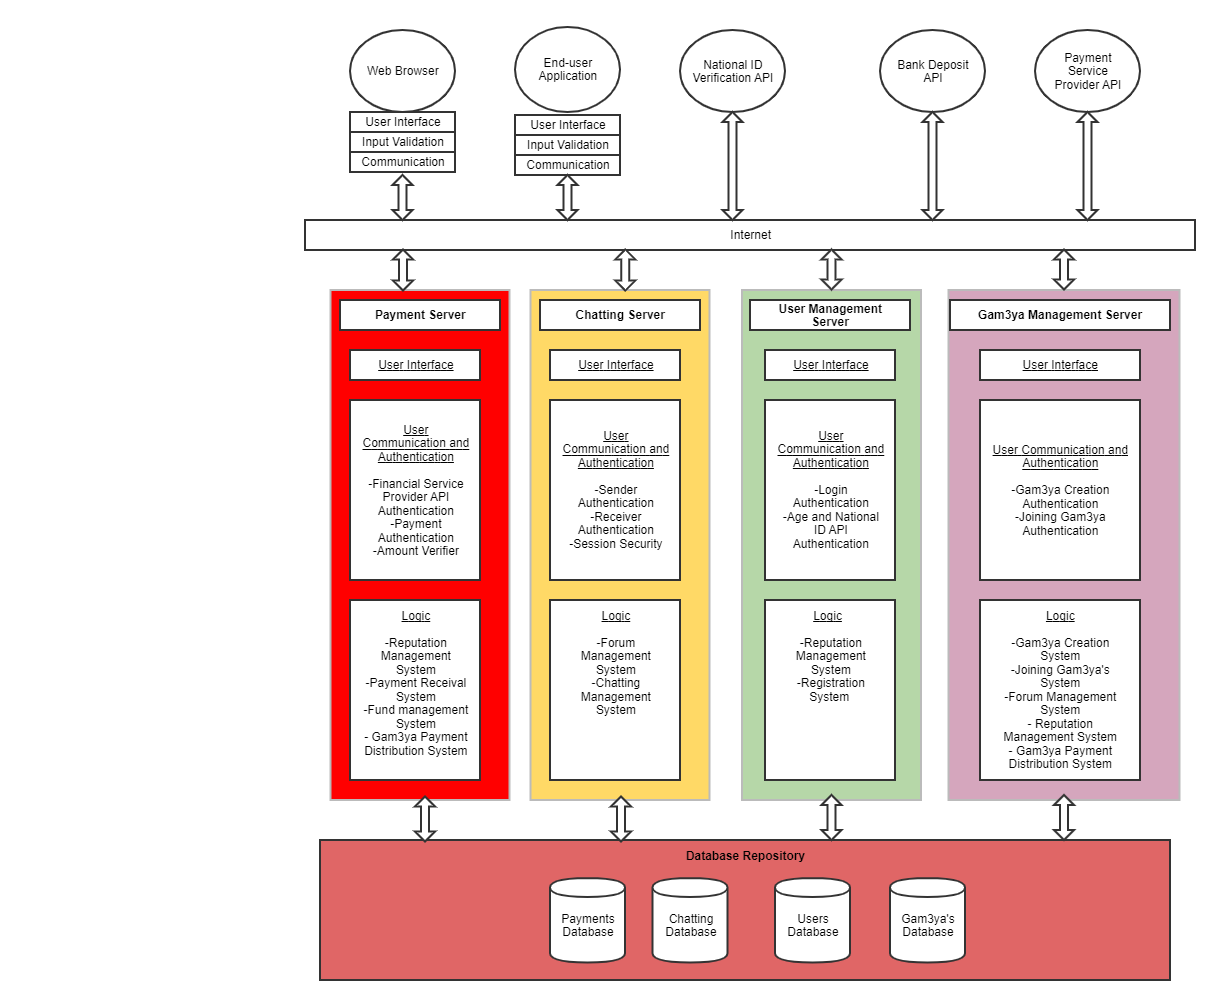 Web Browser
User Interface
Input Validation
Communication
End-user
Application
User Interface
Input Validation
Communication
National ID
Verification API
Bank Deposit
API
Payment
Service
Provider API
Internet
Payment Server
User Interface
User
Communication and
Authentication
-Financial Service
Provider API
Authentication
-Payment
Authentication
-Amount Verifier
Logic
-Reputation
Management
System
-Payment Receival
System
-Fund management
System
- Gam3ya Payment
Distribution System
Chatting Server
User Interface
User
Communication and
Authentication
-Sender
Authentication
-Receiver
Authentication
-Session Security
Logic
-Forum
Management
System
-Chatting
Management
System
User Management
Server
User Interface
User
Communication and
Authentication
-Login
Authentication
-Age and National
ID API
Authentication
Logic
-Reputation
Management
System
-Registration
System
Gam3ya Management Server
User Interface
User Communication and
Authentication
-Gam3ya Creation
Authentication
-Joining Gam3ya
Authentication
Logic
-Gam3ya Creation
System
-Joining Gam3ya's
System
-Forum Management
System
- Reputation
Management System
- Gam3ya Payment
Distribution System
Database Repository
Payments
Database
Chatting
Database
Users
Database
Gam3ya's
Database